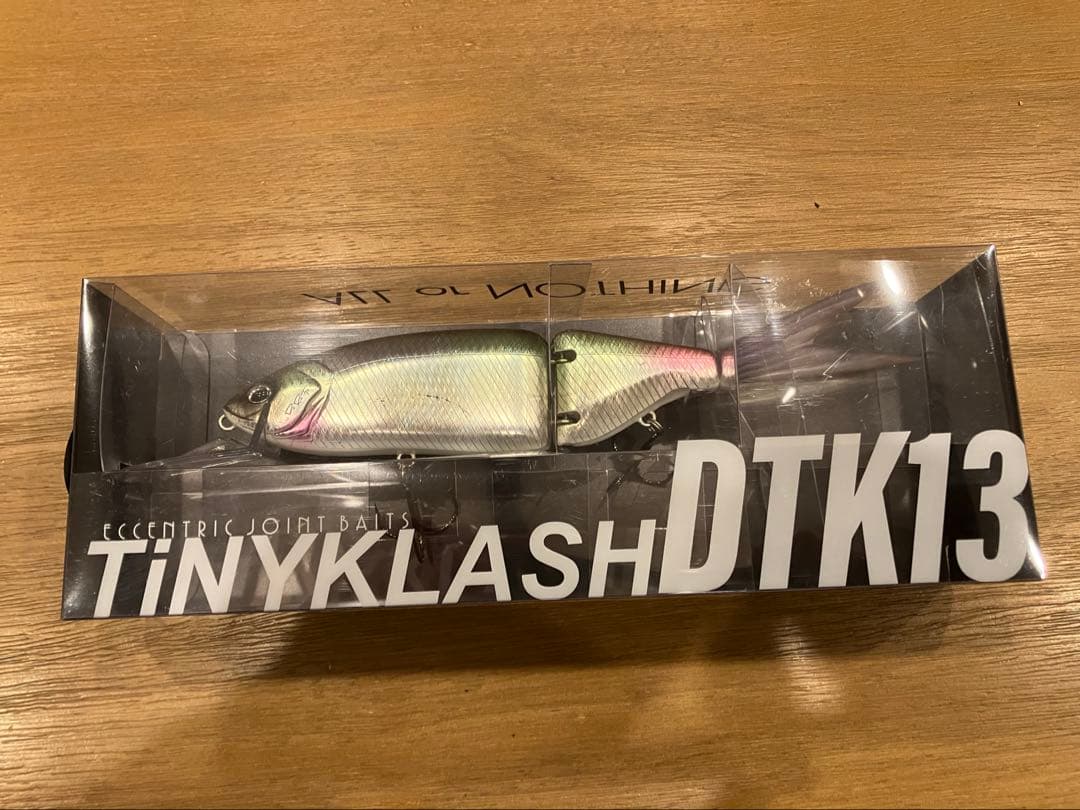 ALL or NOTHING
ECCENTRIC JOINT BAITS
TiNYKLASH DTK13